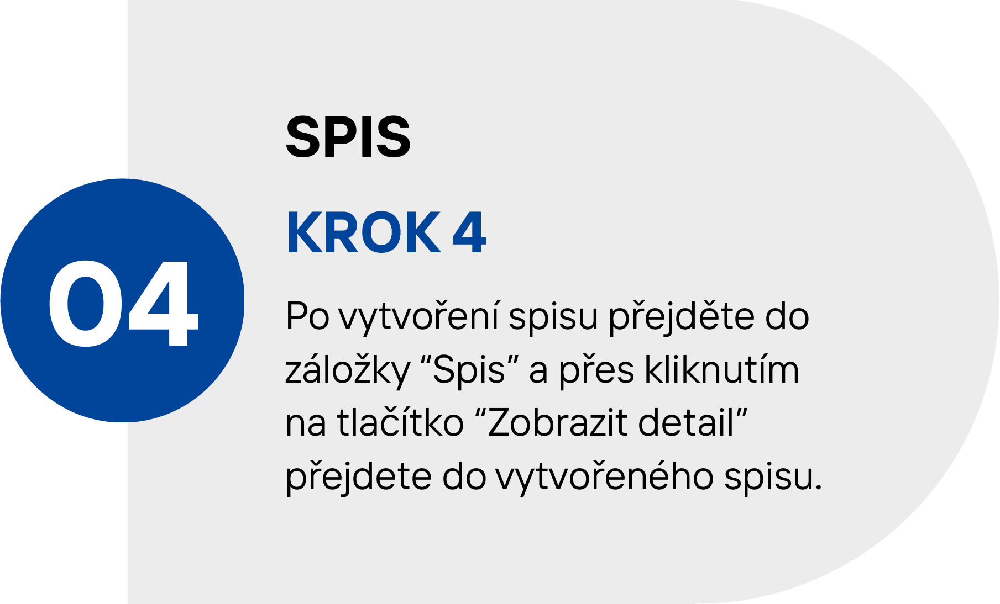 SPIS
KROK 4
04
Po vytvoření spisu přejděte do
záložky “Spis” a přes kliknutím
na tlačítko “Zobrazit detail”
přejdete do vytvořeného spisu.